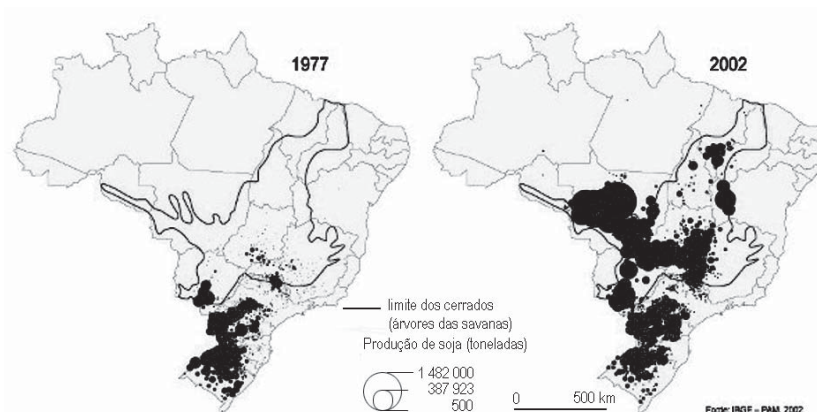 1977
2002
limite dos cerrados
(árvores das savanas)
Produção de soja (toneladas)
1 482 000
387 923
500
0 500 km
Fonte: IBGE – PAM, 2002